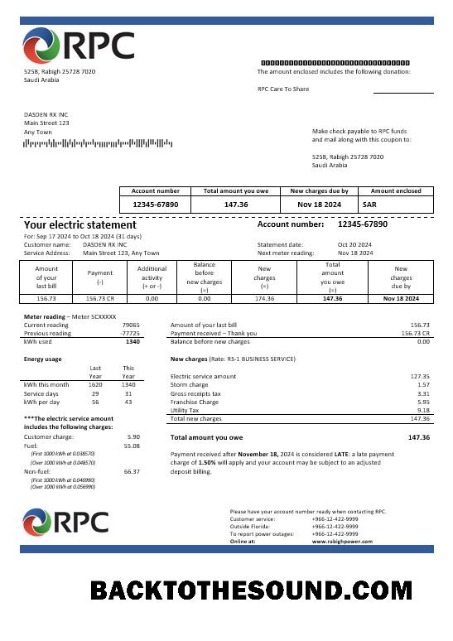 RPC
5258, Rabigh 25728 7020
Saudi Arabia
The amount enclosed includes the following donation:
RPC Care To Share
DASDEN RX INC
Main Street 123
Any Town
Make check payable to RPC funds
and mail along with this coupon to:
5258, Rabigh 25728 7020
Saudi Arabia
Account number Total amount you owe New charges due by Amount enclosed
12345-67890 147.36 Nov 18 2024 SAR
Your electric statement Account number: 12345-67890
For: Sep 17 2024 to Oct 18 2024 (31 days)
Customer name: DASDEN RX INC Statement date: Oct 20 2024
Service Address: Main Street 123, Any Town Next meter reading: Nov 18 2024
Amount of your last bill
Payment (-)
Additional activity (+ or -)
Balance before new charges (=)
New charges (+)
Total amount you owe (=)
New charges due by
156.73 156.73 CR 0.00 0.00 174.36 147.36 Nov 18 2024
Meter reading – Meter 5CXXXXX
Current reading 79065
Previous reading -77725
kWh used 1340
Amount of your last bill 156.73
Payment received – Thank you 156.73 CR
Balance before new charges 0.00
Energy usage
Last Year This Year
kWh this month 1620 1340
Service days 29 31
kWh per day 56 43
New charges (Rate: RS-1 BUSINESS SERVICE)
Electric service amount 127.35
Storm charge 1.57
Gross receipts tax 3.31
Franchise Charge 5.95
Utility Tax 9.18
Total new charges 147.36
Total amount you owe 147.36
***The electric service amount
includes the following charges:
Customer charge: 5.90
Fuel: 55.08
(First 1000 kWh at 0.038570)
(Over 1000 kWh at 0.048570)
Non-fuel: 66.37
(First 1000 kWh at 0.046990)
(Over 1000 kWh at 0.056990)
Payment received after November 18, 2024 is considered LATE: a late payment
charge of 1.50% will apply and your account may be subject to an adjusted
deposit billing.
RPC
Please have your account number ready when contacting RPC.
Customer service: +966-12-422-9999
Outside Florida: +966-12-422-9999
To report power outages: +966-12-422-9999
Online at: www.rabighpower.com
BACKTOTHESOUND.COM